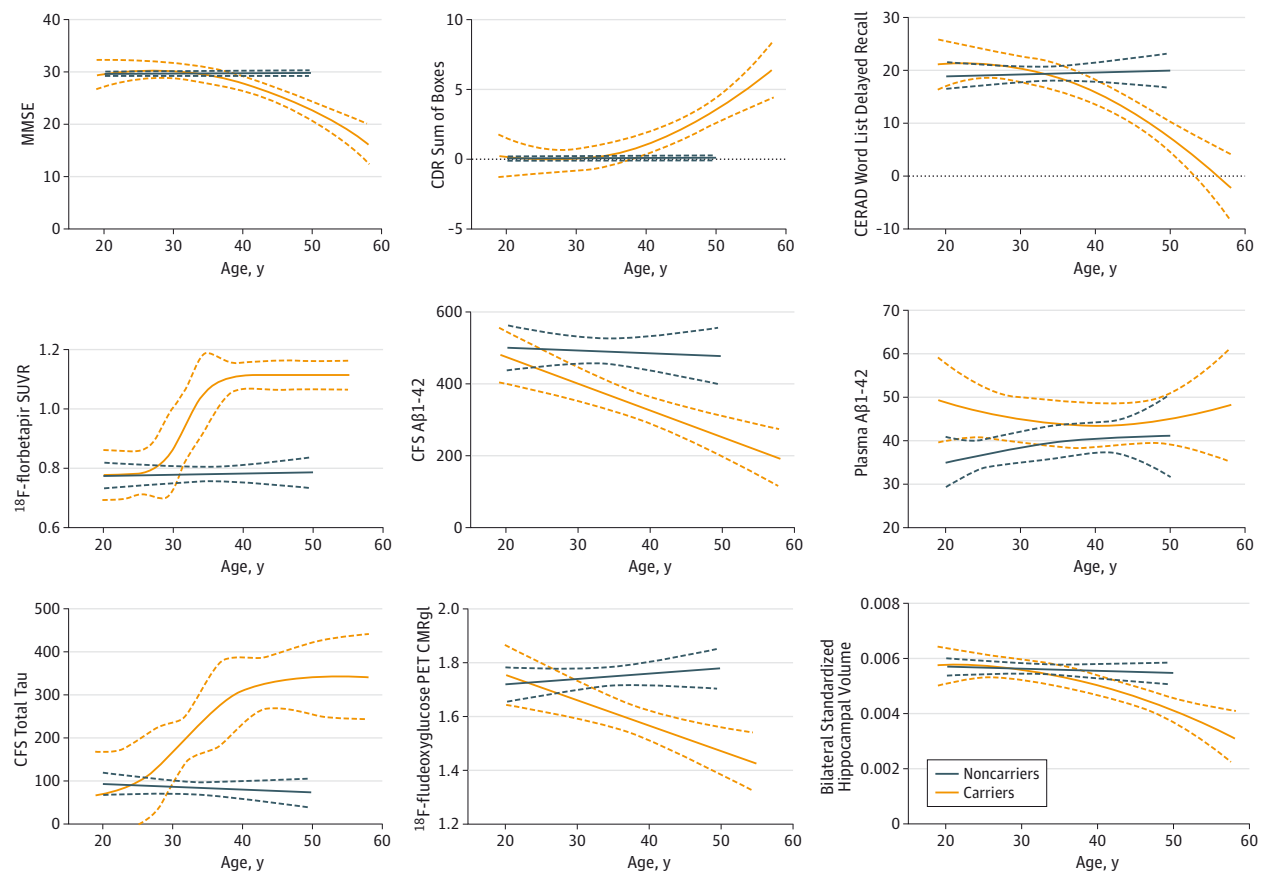 MMSE
40
30
20
10
0
20 30 40 50 60
Age, y
CDR Sum of Boxes
10
5
0
-5
20 30 40 50 60
Age, y
CERAD Word List Delayed Recall
30
20
10
0
-10
20 30 40 50 60
Age, y
18F-florbetapir SUVR
1.2
1.0
0.8
0.6
20 30 40 50 60
Age, y
CFS Aβ1-42
600
400
200
0
20 30 40 50 60
Age, y
Plasma Aβ1-42
70
60
50
40
30
20
20 30 40 50 60
Age, y
CFS Total Tau
500
400
300
200
100
0
20 30 40 50 60
Age, y
18F-fludeoxyglucose PET CMRgl
2.0
1.8
1.6
1.4
1.2
20 30 40 50 60
Age, y
Bilateral Standardized
Hippocampal Volume
0.008
0.006
0.004
0.002
0
20 30 40 50 60
Age, y
Noncarriers
Carriers